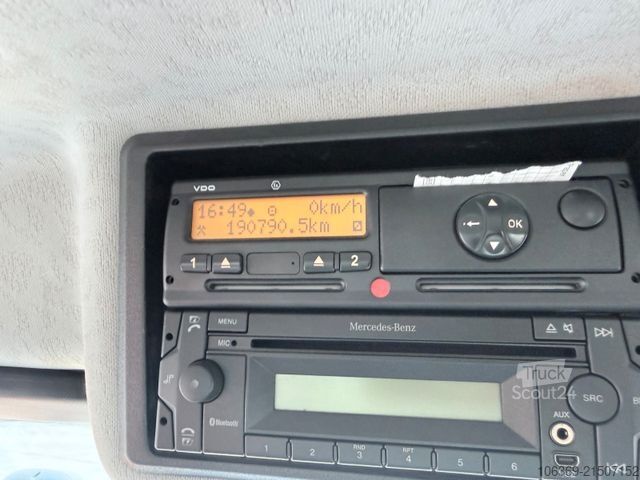 VDO
16:49 0km/h
190790.5km
1 2
OK
MENU
Mercedes-Benz
MIC
Truck
Scout24
SRC
Bluetooth
AUX
RND RPT
1 2 3 4 5 6
106369-21507152